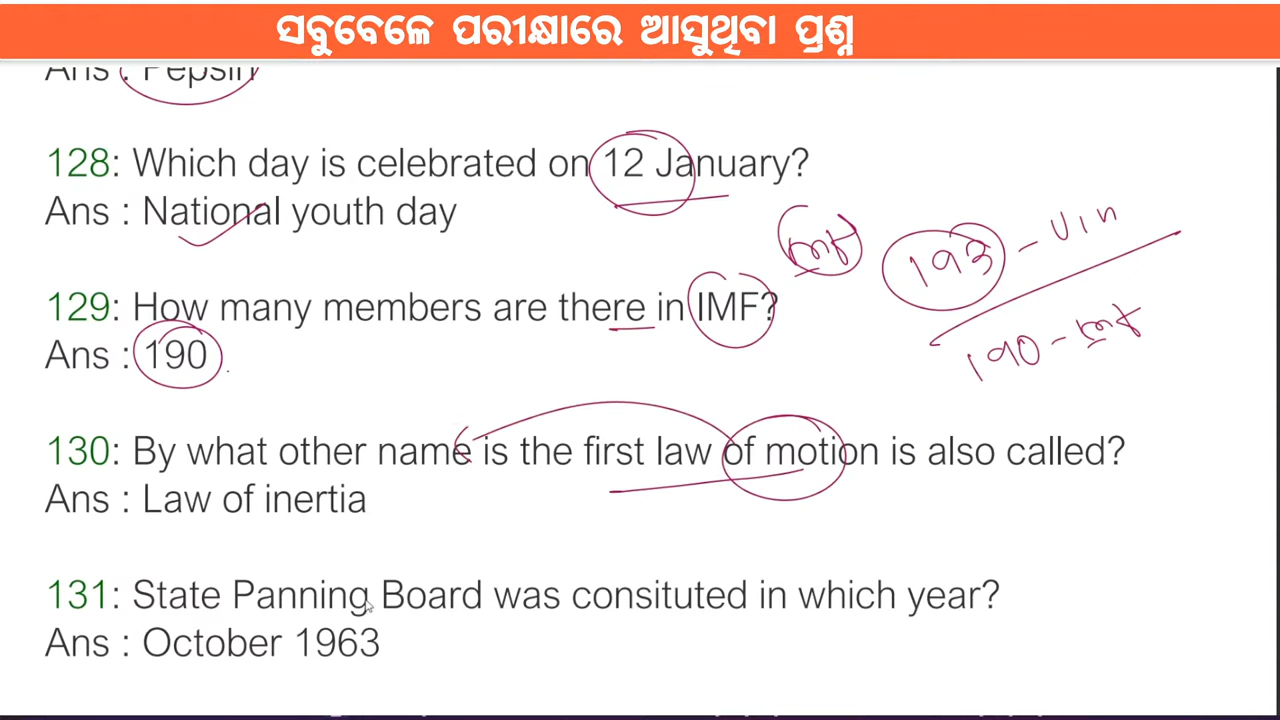 ସବୁବେଳେ ପରୀକ୍ଷାରେ ଆସୁଥିବା ପ୍ରଶ୍ନ
Ans : Pepsin
128: Which day is celebrated on 12 January?
Ans : National youth day
193 -
129: How many members are there in IMF?
Ans : 190
190 -
130: By what other name is the first law of motion is also called?
Ans : Law of inertia
131: State Panning Board was consituted in which year?
Ans : October 1963